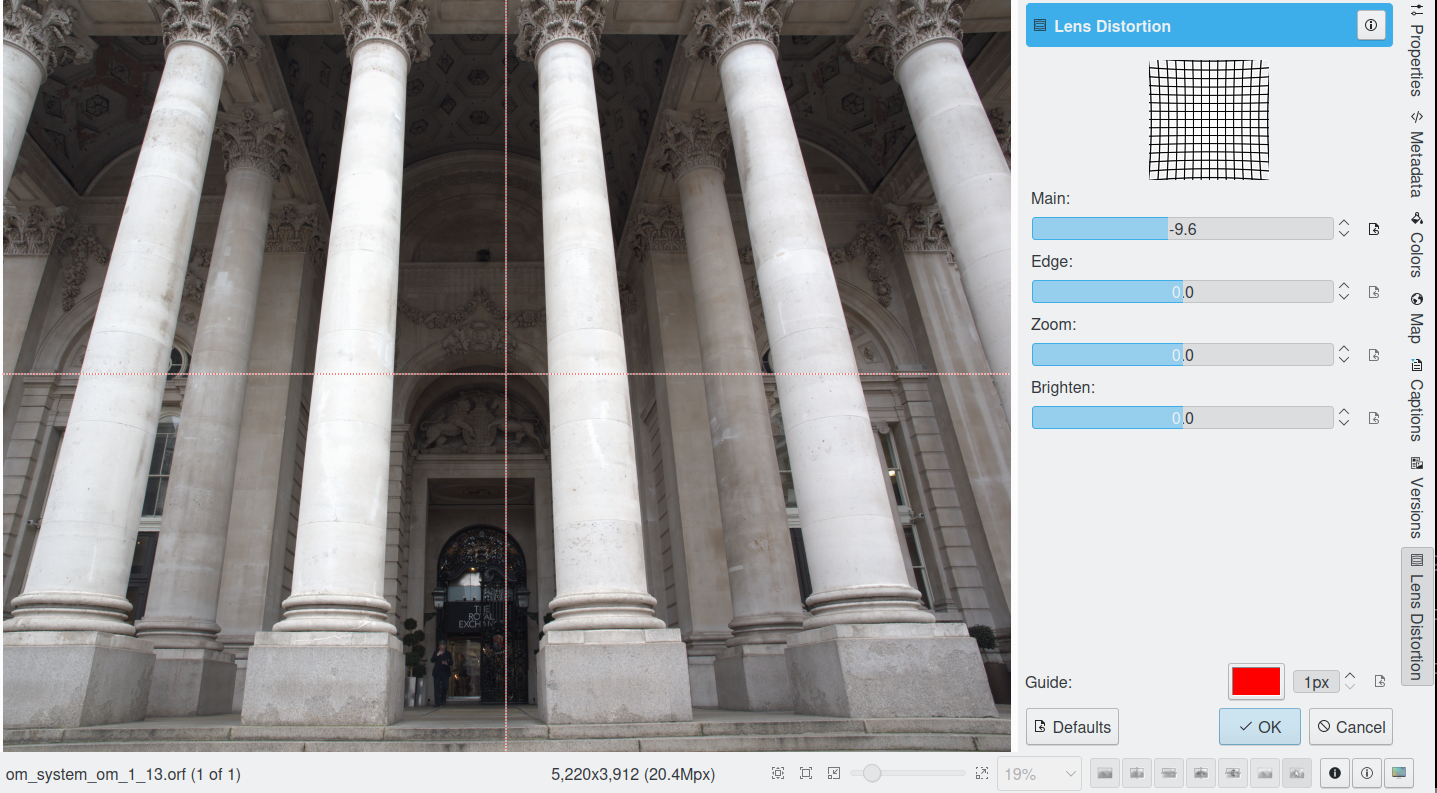 Lens Distortion
Main:
-9.6
Edge:
0.0
Zoom:
0.0
Brighten:
0.0
Guide:
1px
Defaults
OK
Cancel
Properties
Metadata
Colors
Map
Captions
Versions
Lens Distortion
THE
ROYAL
EXCHANGE
om_system_om_1_13.orf (1 of 1)
5,220x3,912 (20.4Mpx)
19%